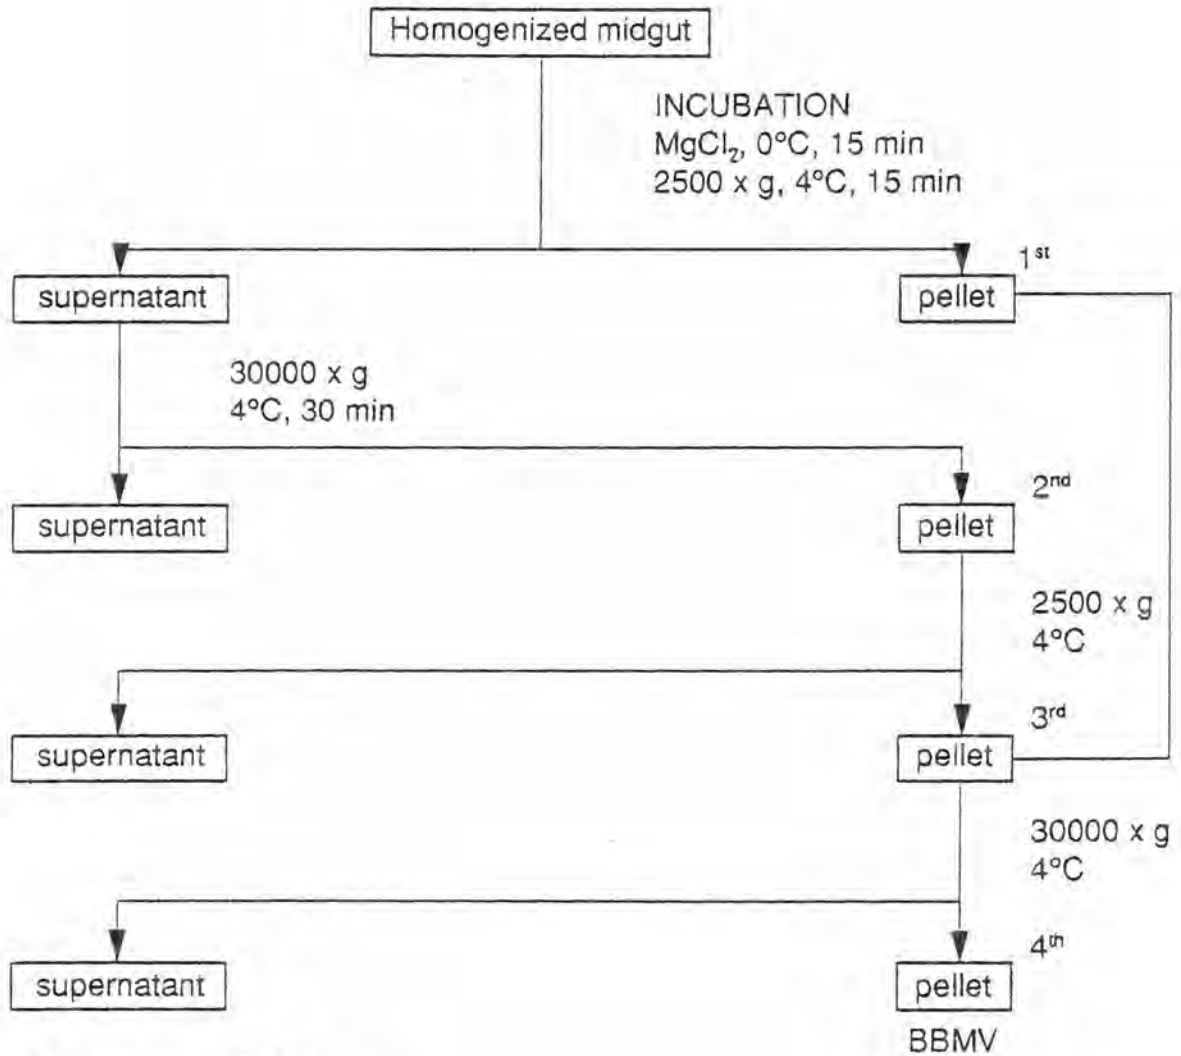 Homogenized midgut
INCUBATION
MgCl₂, 0°C, 15 min
2500 x g, 4°C, 15 min
1st
supernatant
pellet
30000 x g
4°C, 30 min
2nd
supernatant
pellet
2500 x g
4°C
3rd
supernatant
pellet
30000 x g
4°C
4th
supernatant
pellet
BBMV